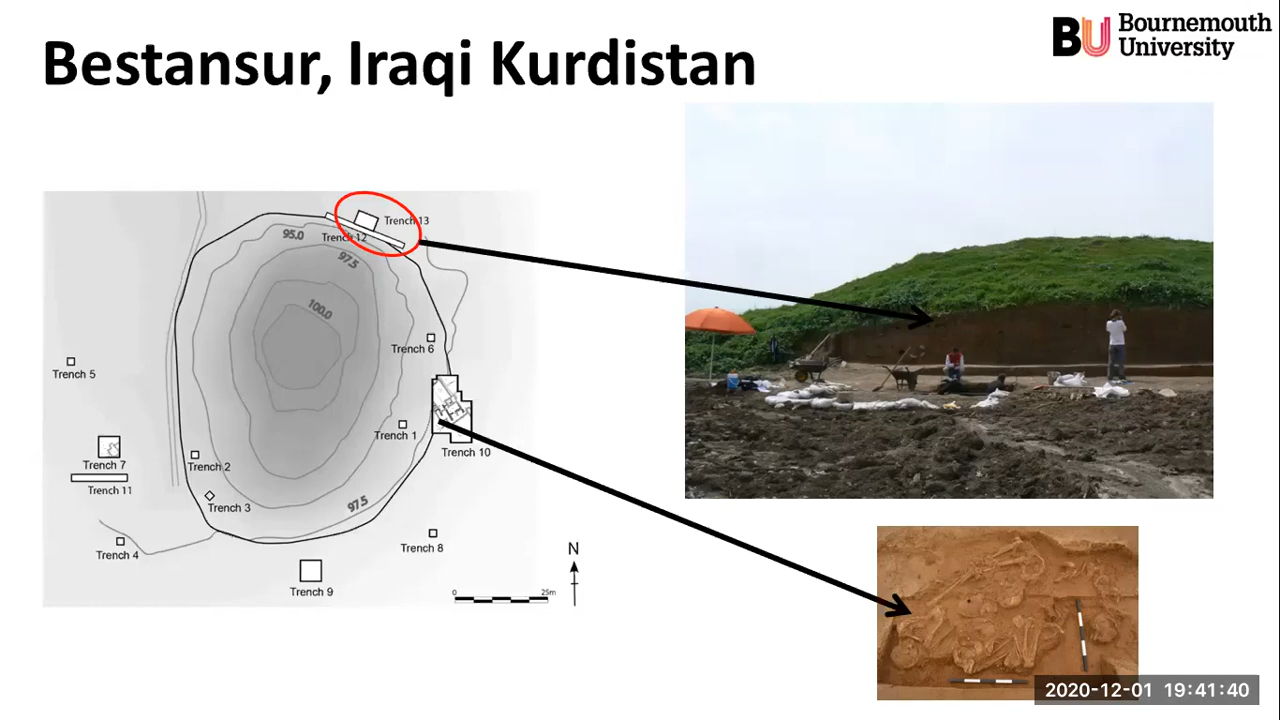 Bestansur, Iraqi Kurdistan
BU Bournemouth
University
Trench 13
Trench 12
95.0
97.5
100.0
Trench 6
Trench 5
Trench 1
Trench 7
Trench 10
Trench 2
Trench 11
Trench 3
97.5
Trench 4
Trench 8
N
Trench 9
0 25m
2020-12-01 19:41:40